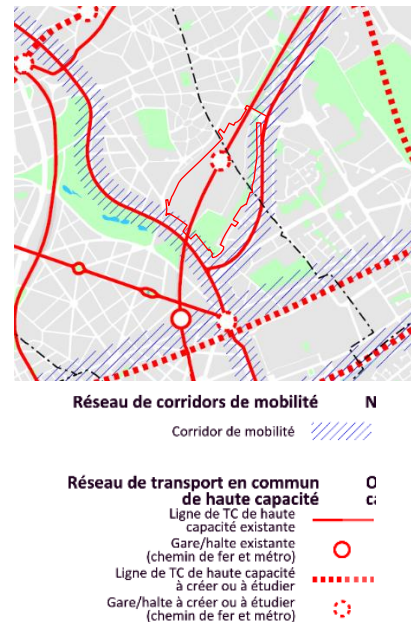 Réseau de corridors de mobilité N
Corridor de mobilité
Réseau de transport en commun
de haute capacité
Ligne de TC de haute
capacité existante
Gare/halte existante
(chemin de fer et métro)
Ligne de TC de haute capacité
à créer ou à étudier
Gare/halte à créer ou à étudier
(chemin de fer et métro)